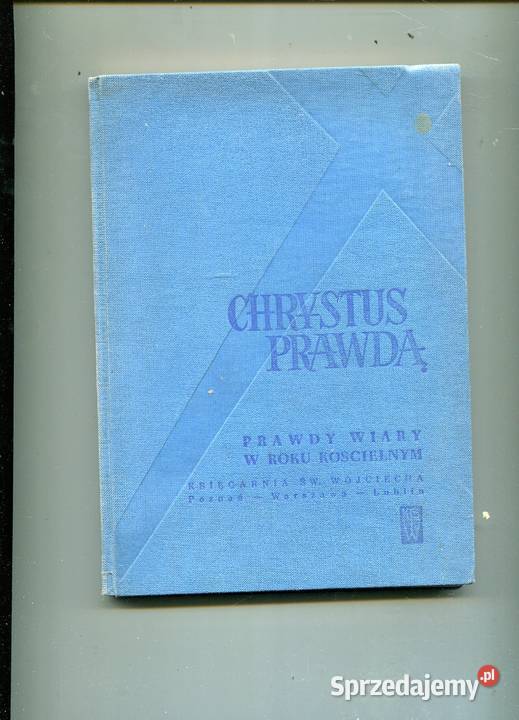 CHRYSTUS
PRAWDĄ
PRAWDY WIARY
W ROKU KOŚCIELNYM
KSIĘGARNIA ŚW. WOJCIECHA
Poznań — Warszawa — Lublin
Sprzedajemy.pl